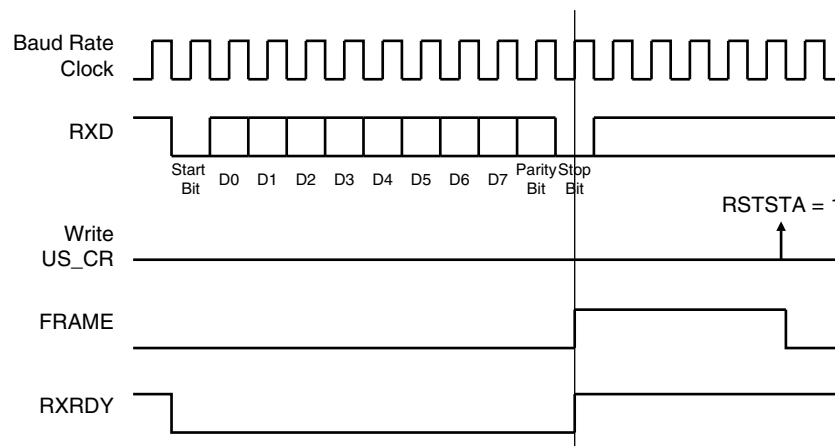 Baud Rate
Clock
RXD
Start
Bit
D0
D1
D2
D3
D4
D5
D6
D7
Parity
Bit
Stop
Bit
RSTSTA = 1
Write
US_CR
FRAME
RXRDY